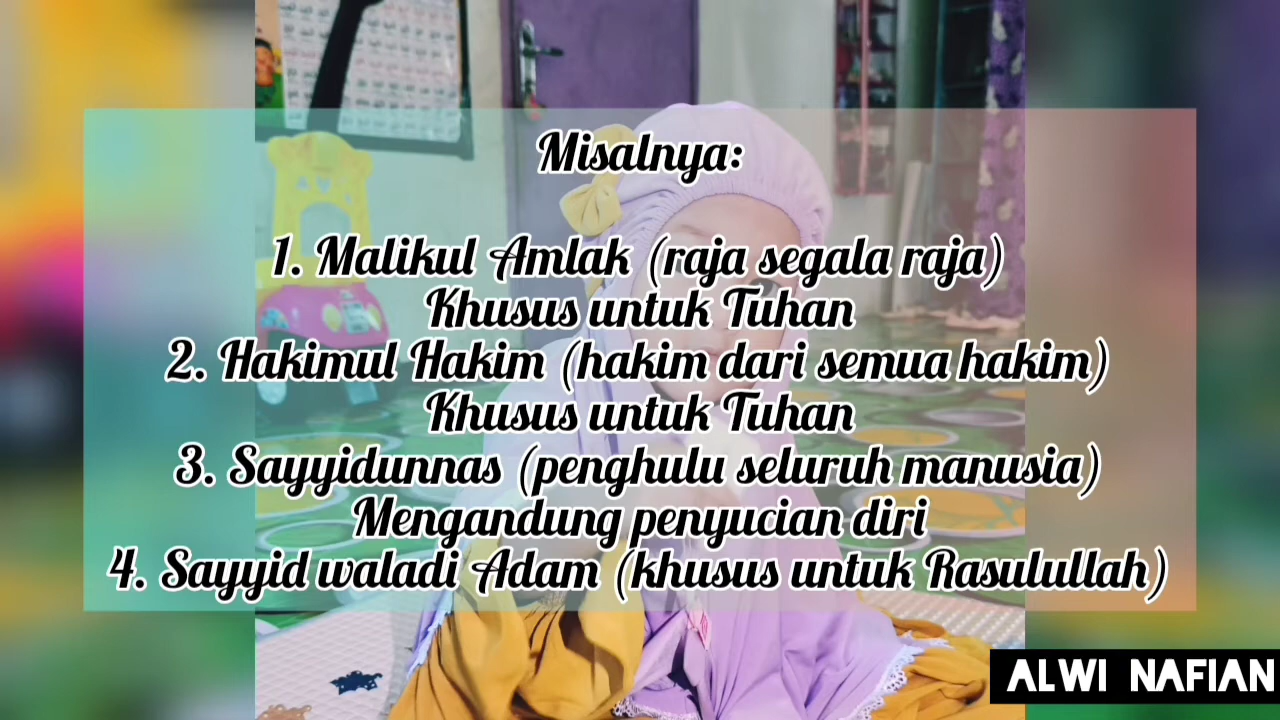 Misalnya:
1. Malikul Amlak (raja segala raja)
Khusus untuk Tuhan
2. Hakimul Hakim (hakim dari semua hakim)
Khusus untuk Tuhan
3. Sayyidunnas (penghulu seluruh manusia)
Mengandung penyucian diri
4. Sayyid waladi Adam (khusus untuk Rasulullah)
ALWI NAFIAN